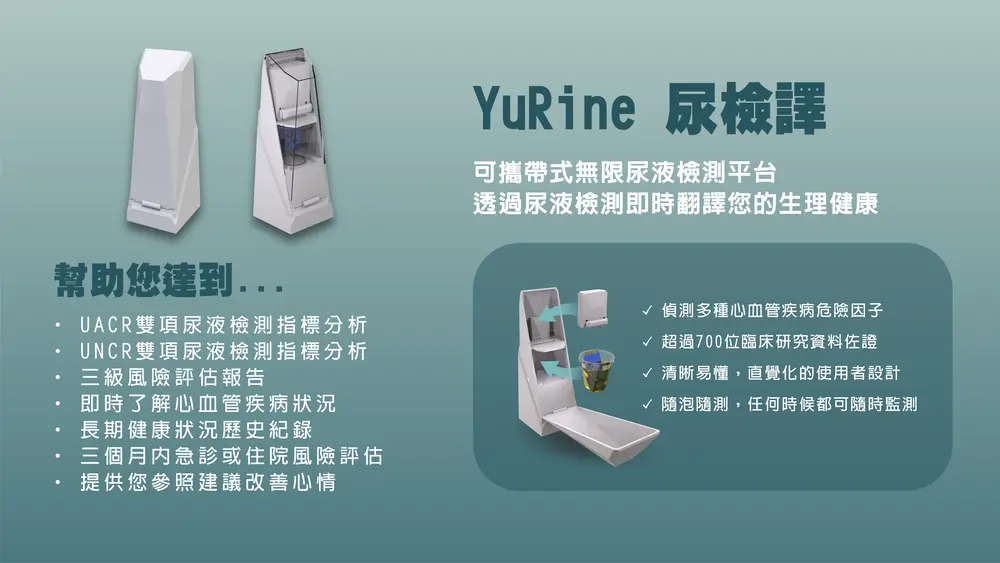 YuRine 尿檢譯
可攜帶式無限尿液檢測平台
透過尿液檢測即時翻譯您的生理健康
幫助您達到...
• UACR雙項尿液檢測指標分析
• UNCR雙項尿液檢測指標分析
• 三級風險評估報告
• 即時了解心血管疾病狀況
• 長期健康狀況歷史紀錄
• 三個月內急診或住院風險評估
• 提供您參照建議改善心情
✓ 偵測多種心血管疾病危險因子
✓ 超過700位臨床研究資料佐證
✓ 清晰易懂，直覺化的使用者設計
✓ 隨泡隨測，任何時候都可隨時監測